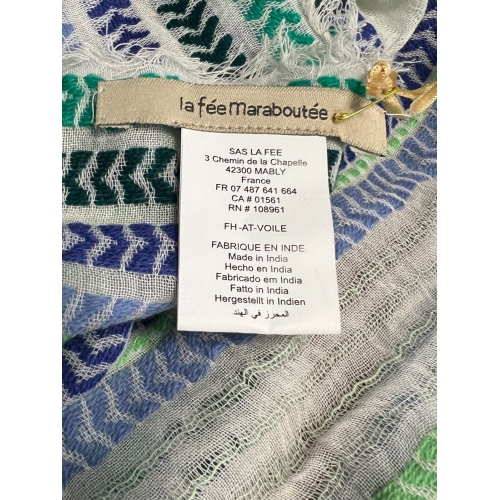 la fée maraboutée
SAS LA FEE
3 Chemin de la Chapelle
42300 MABLY
France
FR 07 487 641 664
CA # 01561
RN # 108961
FH-AT-VOILE
FABRIQUE EN INDE
Made in India
Hecho en India
Fabricado em India
Fatto in India
Hergestellt in Indien
المحرز في الهند